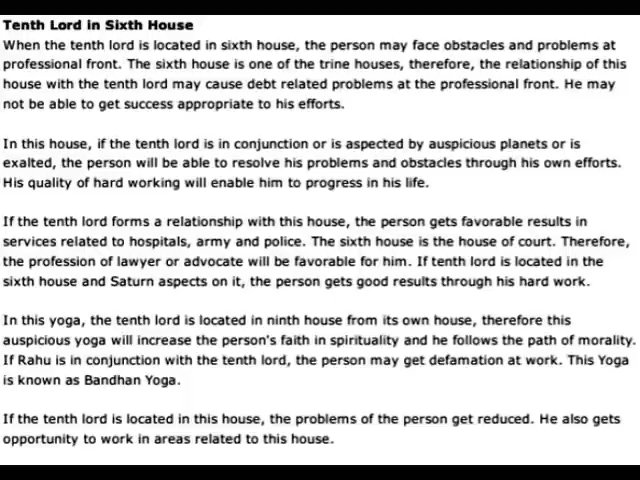 Tenth Lord in Sixth House
When the tenth lord is located in sixth house, the person may face obstacles and problems at
professional front. The sixth house is one of the trine houses, therefore, the relationship of this
house with the tenth lord may cause debt related problems at the professional front. He may
not be able to get success appropriate to his efforts.
In this house, if the tenth lord is in conjunction or is aspected by auspicious planets or is
exalted, the person will be able to resolve his problems and obstacles through his own efforts.
His quality of hard working will enable him to progress in his life.
If the tenth lord forms a relationship with this house, the person gets favorable results in
services related to hospitals, army and police. The sixth house is the house of court. Therefore,
the profession of lawyer or advocate will be favorable for him. If tenth lord is located in the
sixth house and Saturn aspects on it, the person gets good results through his hard work.
In this yoga, the tenth lord is located in ninth house from its own house, therefore this
auspicious yoga will increase the person's faith in spirituality and he follows the path of morality.
If Rahu is in conjunction with the tenth lord, the person may get defamation at work. This Yoga
is known as Bandhan Yoga.
If the tenth lord is located in this house, the problems of the person get reduced. He also gets
opportunity to work in areas related to this house.